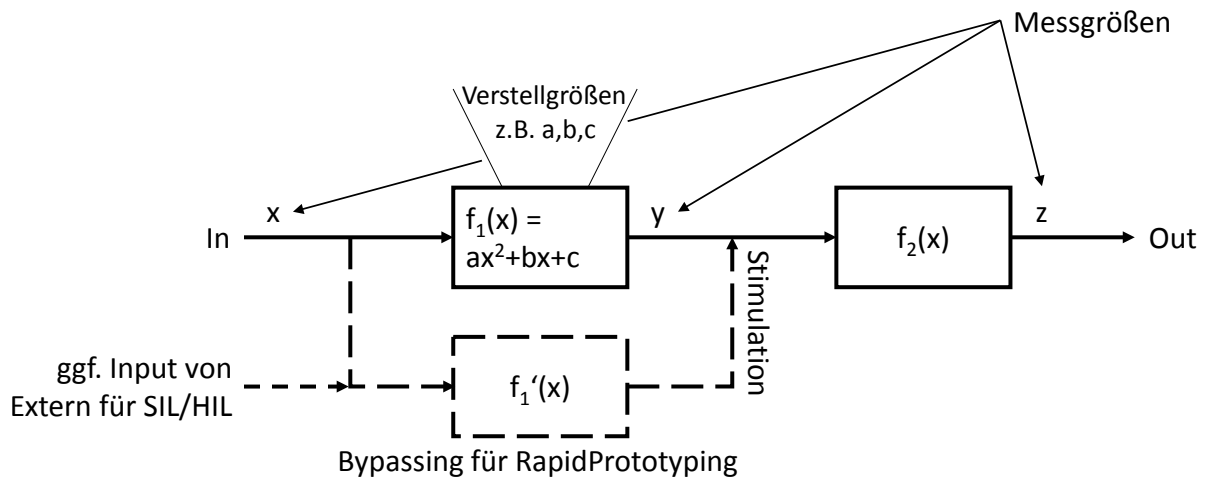 Messgrößen
Verstellgrößen
z.B. a,b,c
x
f₁(x) =
ax²+bx+c
y
z
In
f₂(x)
Out
Stimulation
ggf. Input von
Extern für SIL/HIL
f₁‘(x)
Bypassing für RapidPrototyping